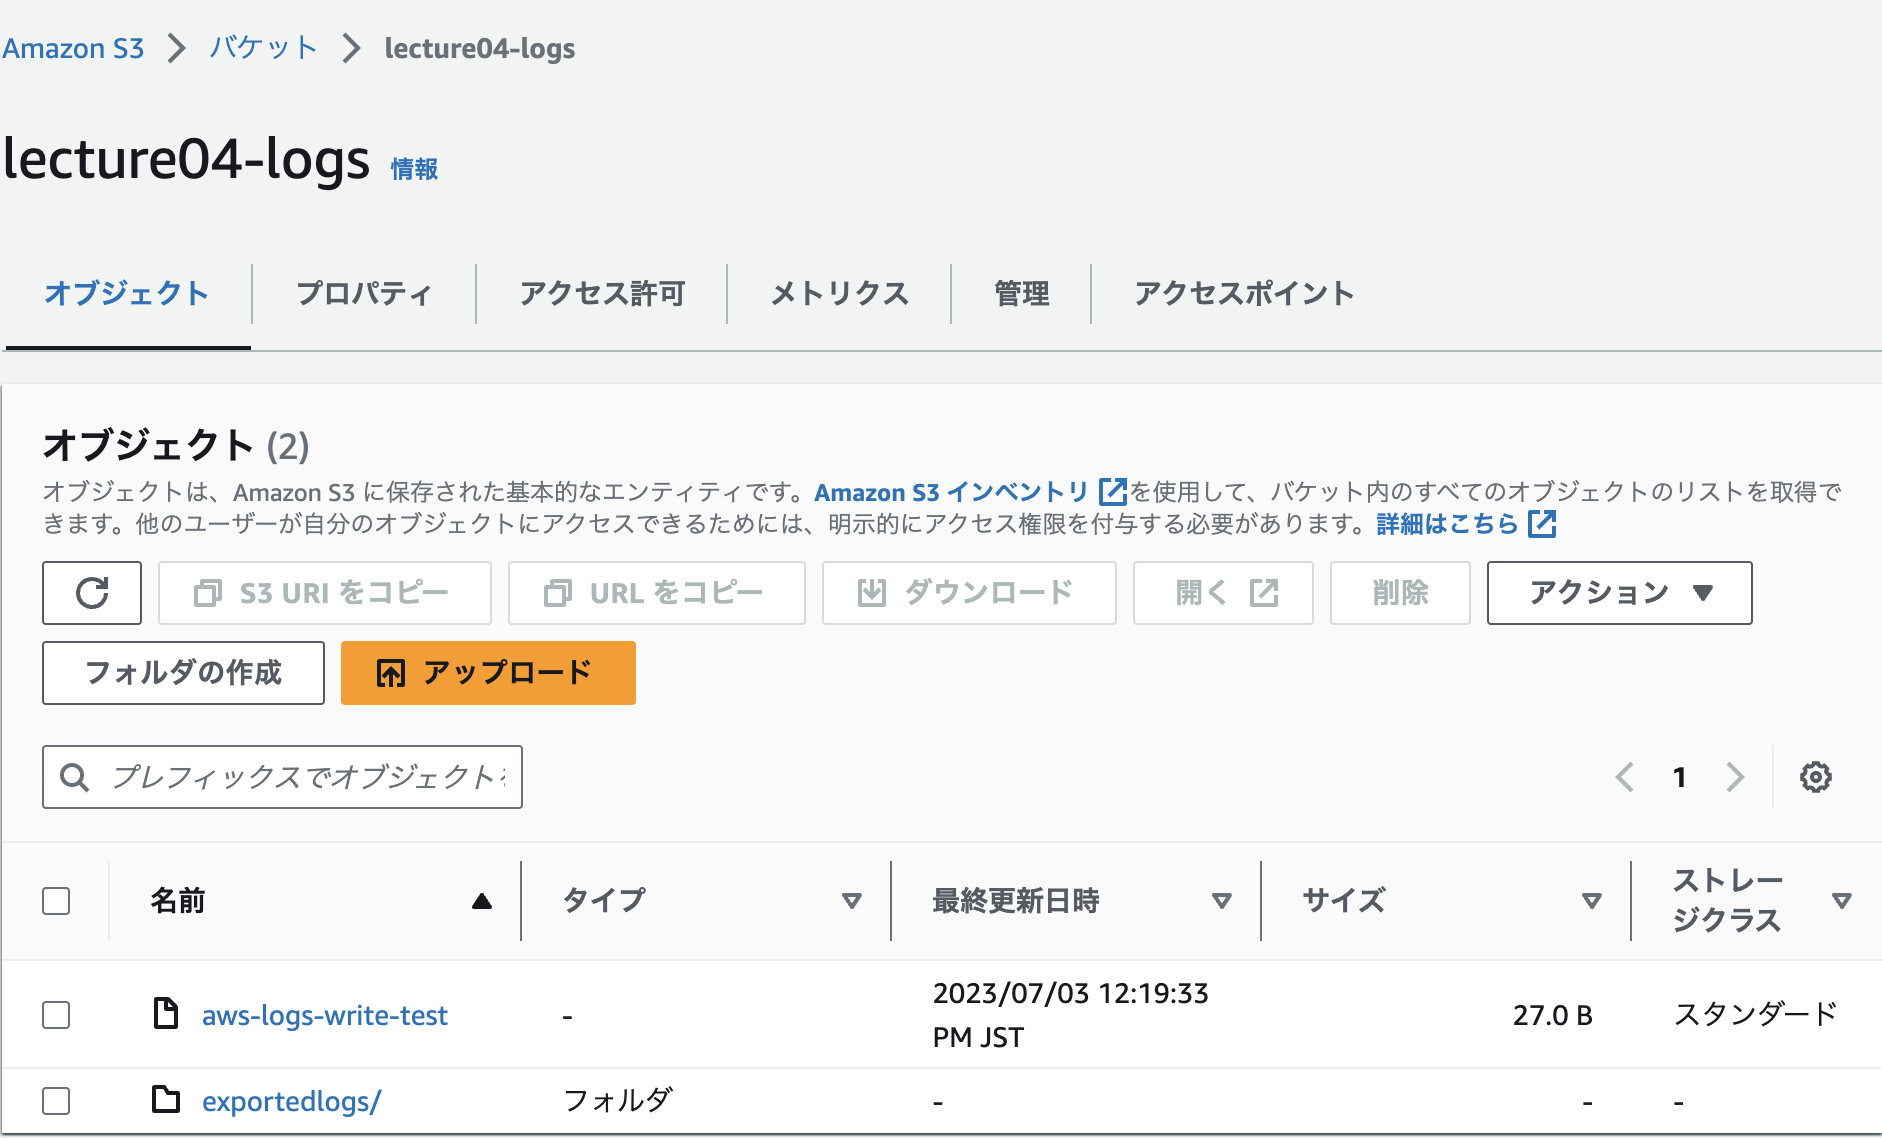 Amazon S3 > バケット > lecture04-logs
lecture04-logs 情報
オブジェクト プロパティ アクセス許可 メトリクス 管理 アクセスポイント
オブジェクト (2)
オブジェクトは、Amazon S3 に保存された基本的なエンティティです。Amazon S3 インベントリ を使用して、バケット内のすべてのオブジェクトのリストを取得で
きます。他のユーザーが自分のオブジェクトにアクセスできるためには、明示的にアクセス権限を付与する必要があります。詳細はこちら
S3 URI をコピー URL をコピー ダウンロード 開く 削除 アクション ▼
フォルダの作成 アップロード
プレフィックスでオブジェクト
1
名前 タイプ 最終更新日時 サイズ ストレー
ジクラス
aws-logs-write-test - 2023/07/03 12:19:33 27.0 B スタンダード
PM JST
exportedlogs/ フォルダ - - -